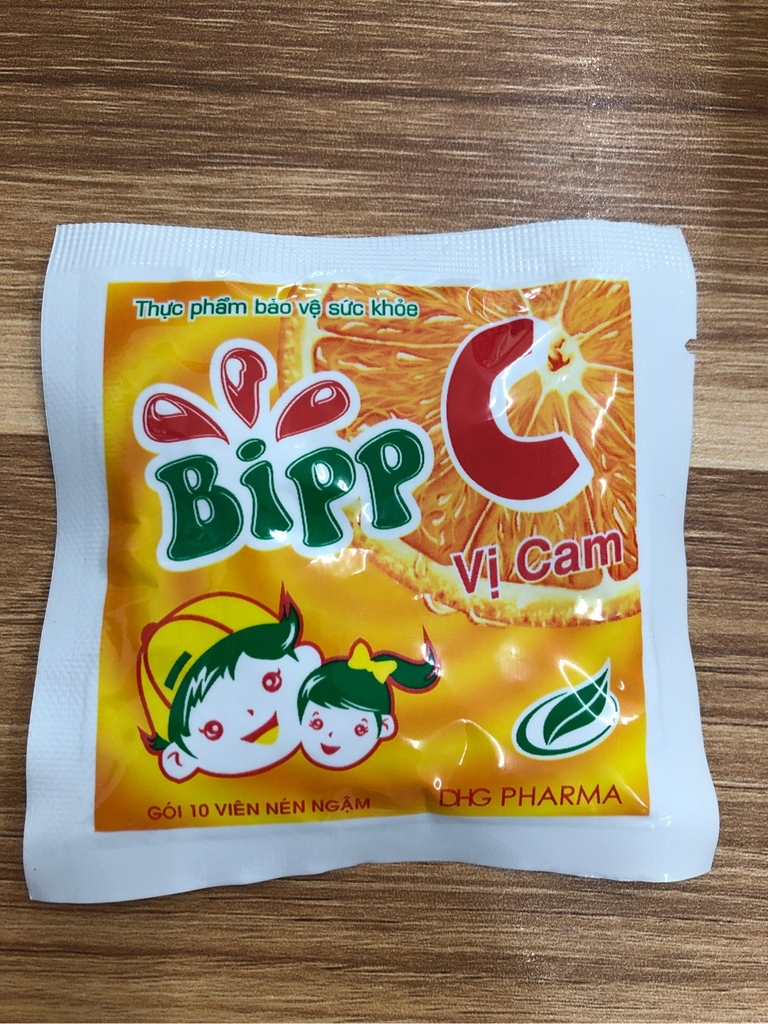 Thực phẩm bảo vệ sức khỏe
Bipp C
Vị Cam
GÓI 10 VIÊN NÉN NGẬM
DHG PHARMA